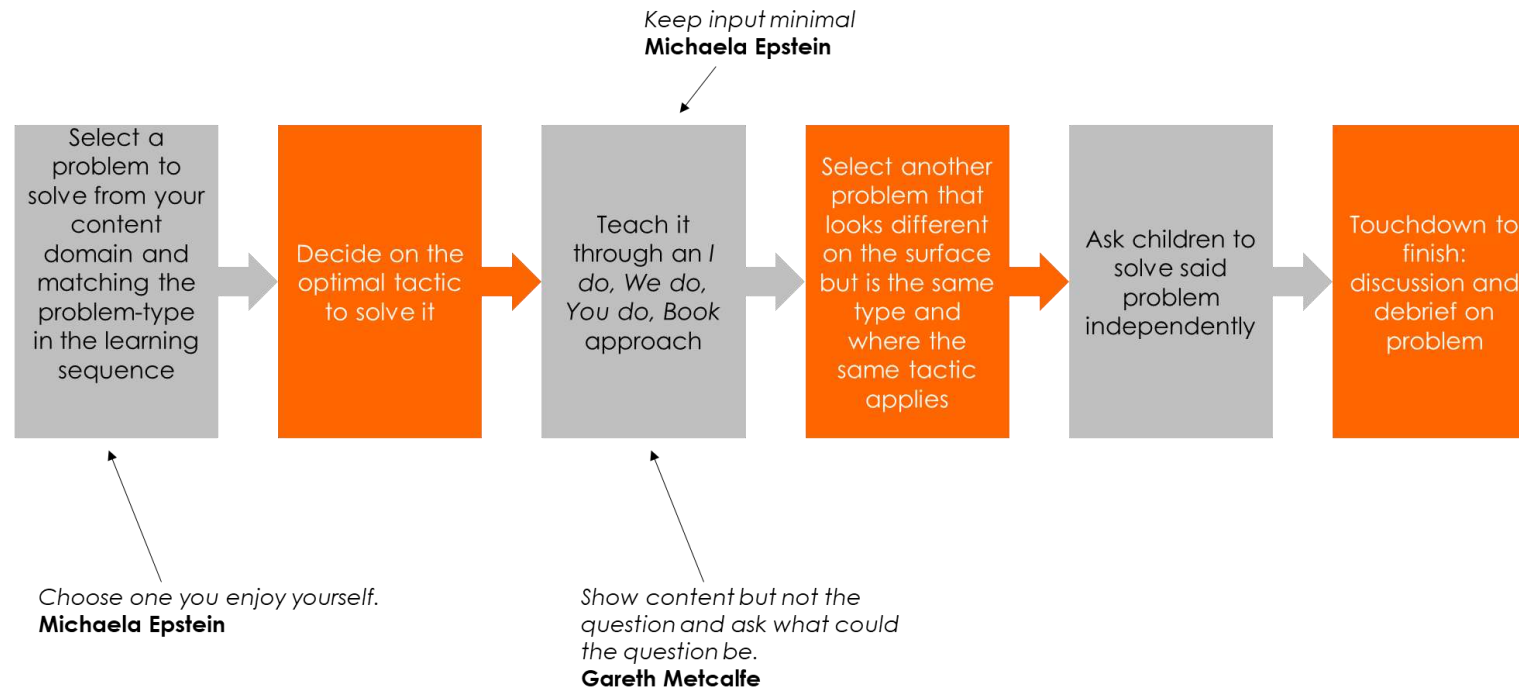 Keep input minimal
Michaela Epstein
Select a
problem to
solve from your
content
domain and
matching the
problem-type
in the learning
sequence
Decide on the
optimal tactic
to solve it
Teach it
through an I
do, We do,
You do, Book
approach
Select another
problem that
looks different
on the surface
but is the same
type and
where the
same tactic
applies
Ask children to
solve said
problem
independently
Touchdown to
finish:
discussion and
debrief on
problem
Choose one you enjoy yourself.
Michaela Epstein
Show content but not the
question and ask what could
the question be.
Gareth Metcalfe